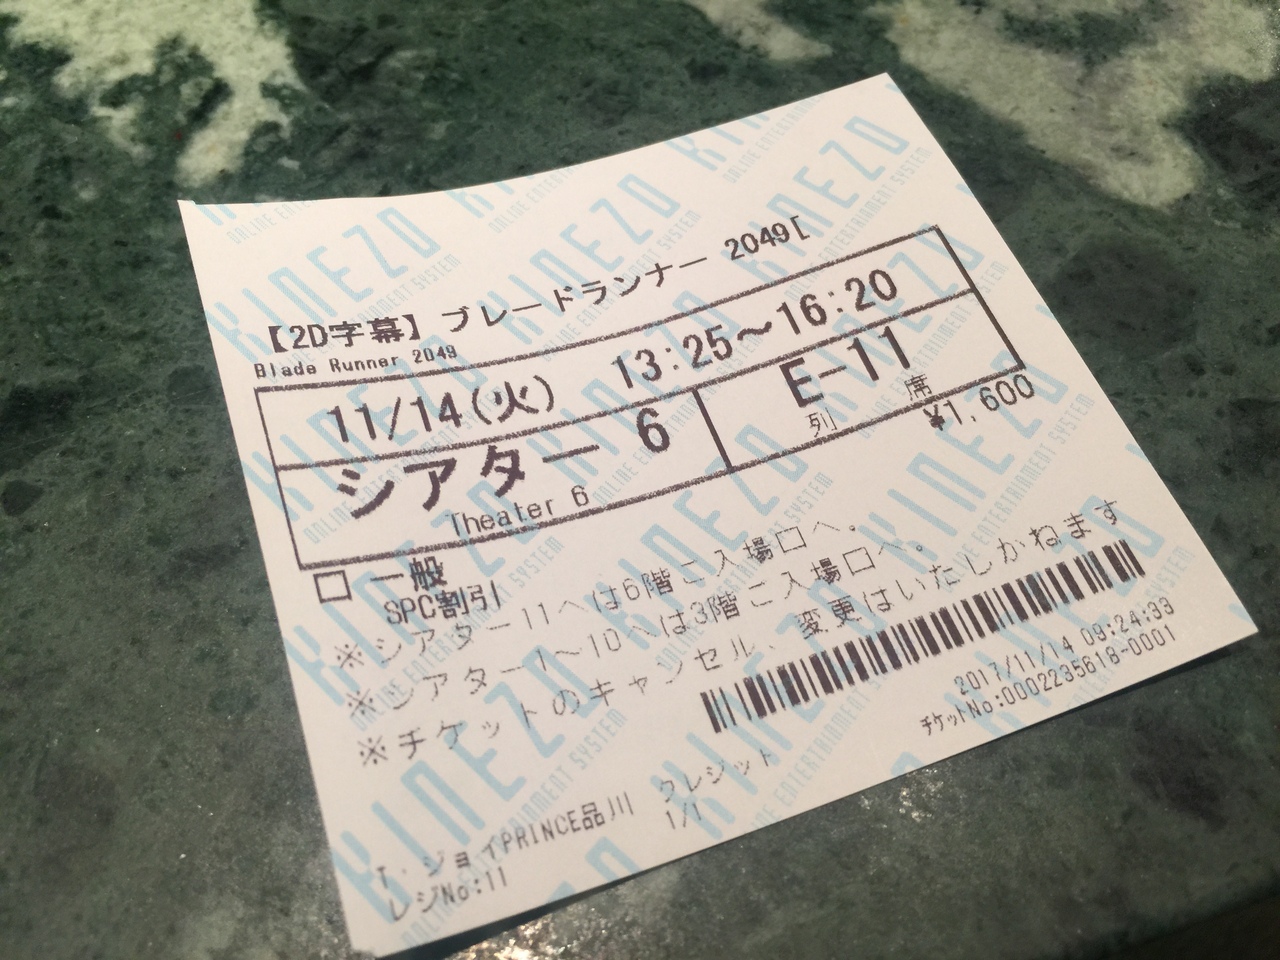 【2D字幕】 ブレードランナー 2049[
Blade Runner 2049
11/14(火) 13:25～16:20
シアター 6 E-11
Theater 6 列 席
¥1,600
□ 一般
SPC割引
※シアター11へは6階ご入場口へ。
※シアター1～10へは3階ご入場口へ。
※チケットのキャンセル、変更はいたしかねます
2017/11/14 09:24:33
チケットNo:0002235618-0001
クレジット
T・ジョイPRINCE品川 1/1
レジNo:11
KINEZO
ONLINE ENTERTAINMENT SYSTEM